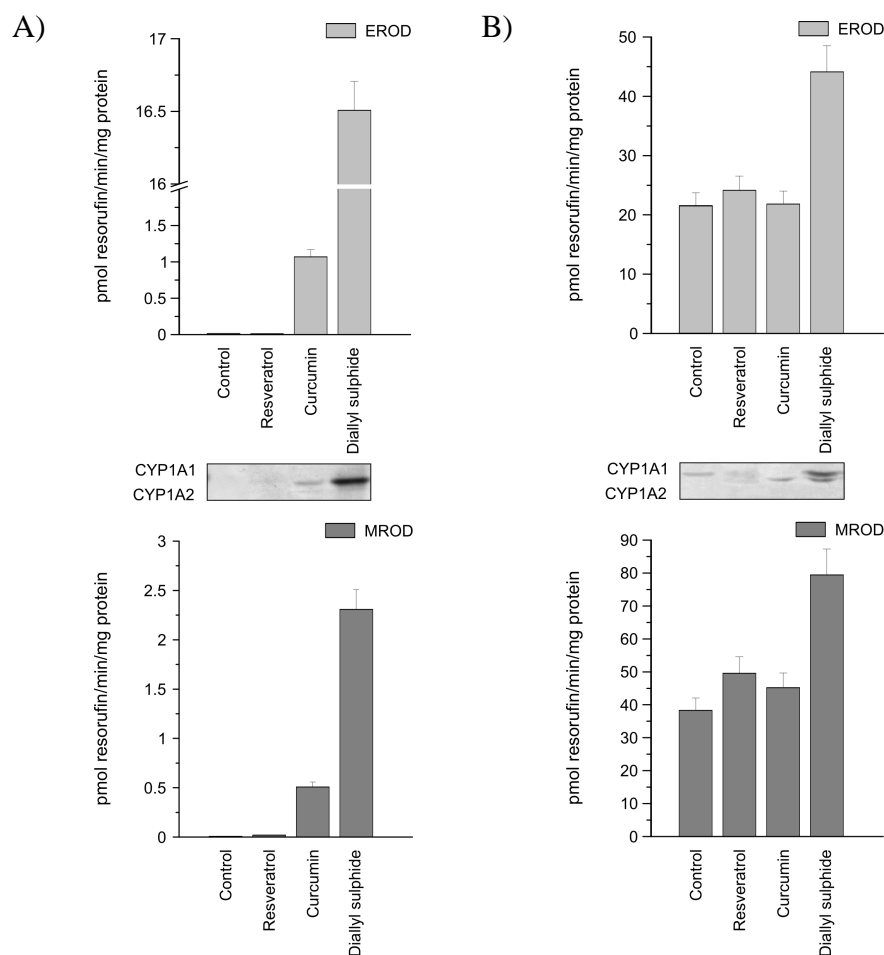 A)
EROD
pmol resorufin/min/mg protein
17
16.5
16
1.5
1
0.5
0
Control
Resveratrol
Curcumin
Diallyl sulphide
CYP1A1
CYP1A2
MROD
pmol resorufin/min/mg protein
3
2.5
2
1.5
1
0.5
0
Control
Resveratrol
Curcumin
Diallyl sulphide
B)
EROD
pmol resorufin/min/mg protein
50
40
30
20
10
0
Control
Resveratrol
Curcumin
Diallyl sulphide
CYP1A1
CYP1A2
MROD
pmol resorufin/min/mg protein
90
80
70
60
50
40
30
20
10
0
Control
Resveratrol
Curcumin
Diallyl sulphide